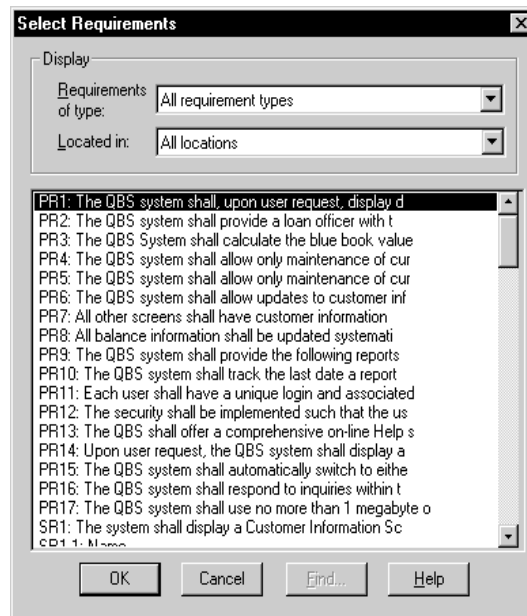 Select Requirements
Display
Requirements of type:
All requirement types
Located in:
All locations
PR1: The QBS system shall, upon user request, display d
PR2: The QBS system shall provide a loan officer with t
PR3: The QBS System shall calculate the blue book value
PR4: The QBS system shall allow only maintenance of cur
PR5: The QBS system shall allow only maintenance of cur
PR6: The QBS system shall allow updates to customer inf
PR7: All other screens shall have customer information
PR8: All balance information shall be updated systemati
PR9: The QBS system shall provide the following reports
PR10: The QBS system shall track the last date a report
PR11: Each user shall have a unique login and associated
PR12: The security shall be implemented such that the us
PR13: The QBS shall offer a comprehensive on-line Help s
PR14: Upon user request, the QBS system shall display a
PR15: The QBS system shall automatically switch to eithe
PR16: The QBS system shall respond to inquiries within t
PR17: The QBS system shall use no more than 1 megabyte o
SR1: The system shall display a Customer Information Sc
SR1.1: Name
OK
Cancel
Find...
Help